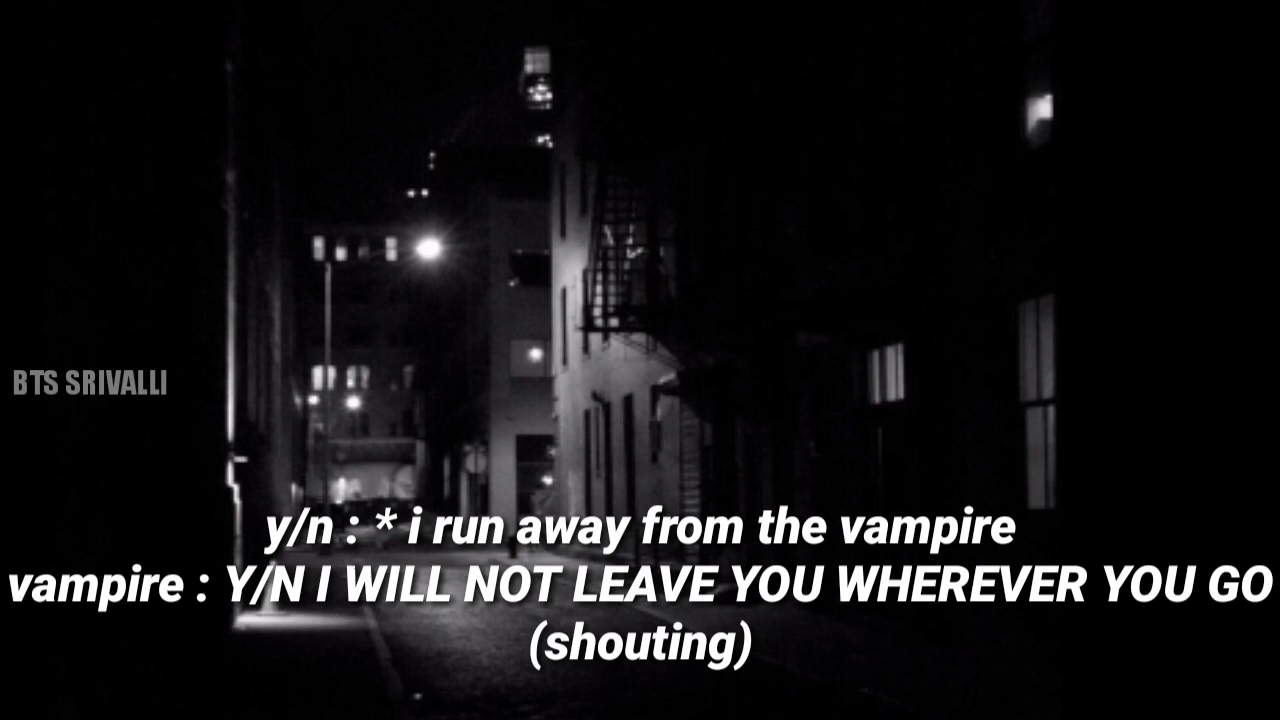 BTS SRIVALLI
y/n : * i run away from the vampire
vampire : Y/N I WILL NOT LEAVE YOU WHEREVER YOU GO
(shouting)